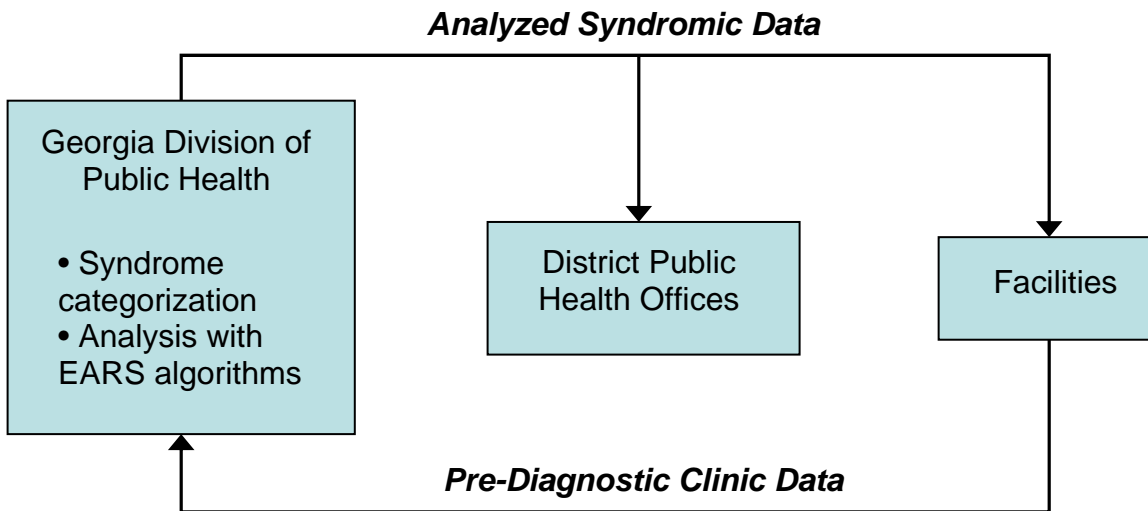 Analyzed Syndromic Data
Georgia Division of
Public Health
• Syndrome
categorization
• Analysis with
EARS algorithms
District Public
Health Offices
Facilities
Pre-Diagnostic Clinic Data